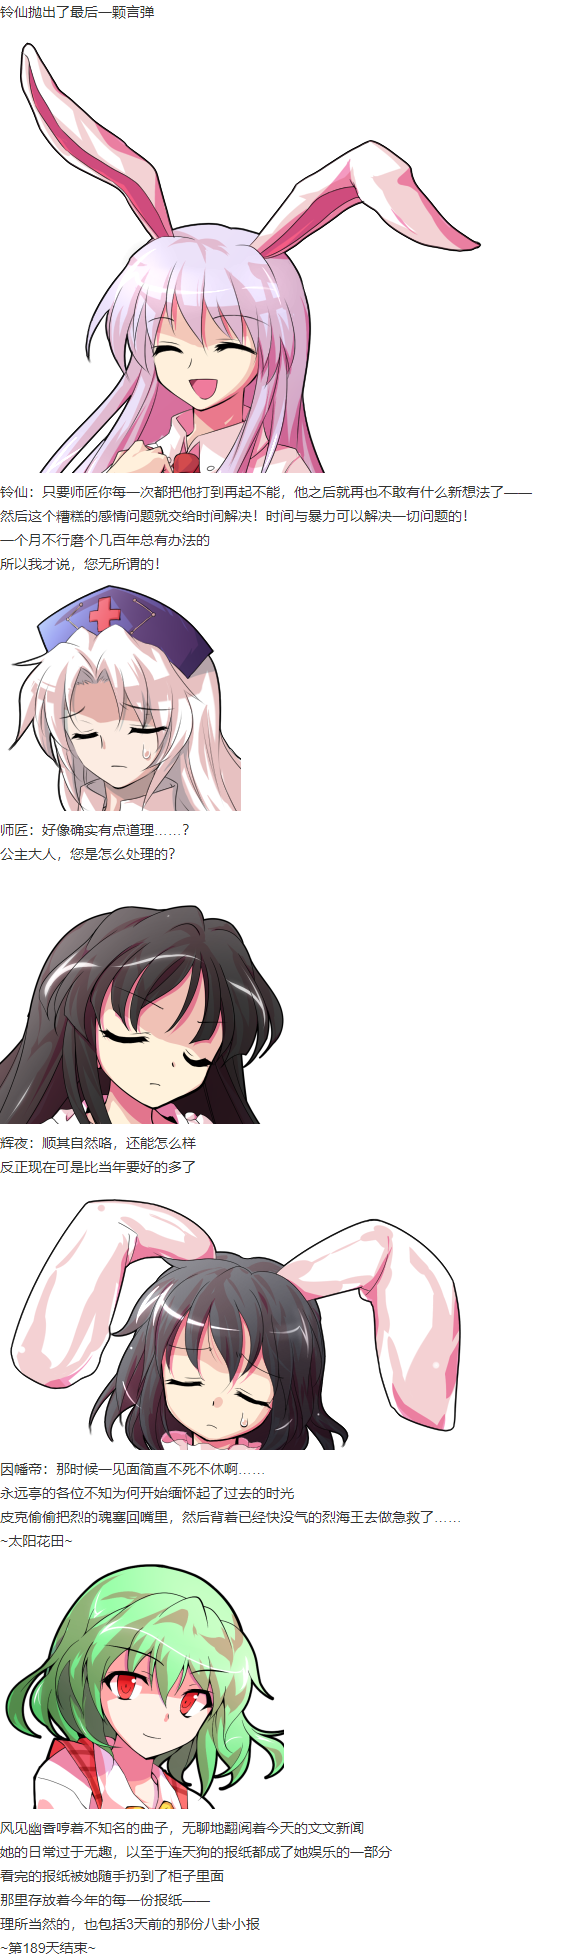 铃仙抛出了最后一颗言弹
铃仙：只要师匠你每一次都把他打到再起不能，他之后就再也不敢有什么新想法了——
然后这个糟糕的感情问题就交给时间解决！时间与暴力可以解决一切问题的！
一个月不行磨个几百年总有办法的
所以我才说，您无所谓的！
师匠：好像确实有点道理……？
公主大人，您是怎么处理的？
辉夜：顺其自然咯，还能怎么样
反正现在可是比当年要好的多了
因幡帝：那时候一见面简直不死不休啊……
永远亭的各位不知为何开始缅怀起了过去的时光
皮克偷偷把烈的魂塞回嘴里，然后背着已经快没气的烈海王去做急救了……
~太阳花田~
风见幽香哼着不知名的曲子，无聊地翻阅着今天的文文新闻
她的日常过于无趣，以至于连天狗的报纸都成了她娱乐的一部分
看完的报纸被她随手扔到了柜子里面
那里存放着今年的每一份报纸——
理所当然的，也包括3天前的那份八卦小报
~第189天结束~